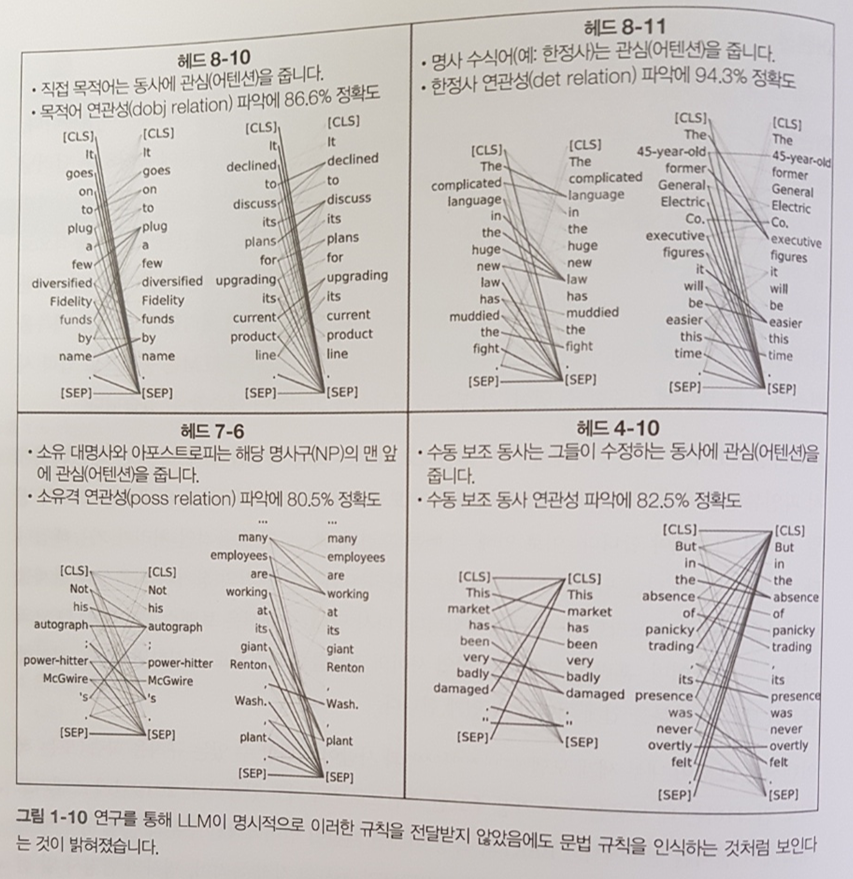 헤드 8-10
• 직접 목적어는 동사에 관심(어텐션)을 줍니다.
• 목적어 연관성(dobj relation) 파악에 86.6% 정확도
[CLS]
It
goes
on
to
plug
a
few
diversified
Fidelity
funds
by
name
.
[SEP]
[CLS]
It
goes
on
to
plug
a
few
diversified
Fidelity
funds
by
name
.
[SEP]
[CLS]
It
declined
to
discuss
its
plans
for
upgrading
its
current
product
line
.
[SEP]
[CLS]
It
declined
to
discuss
its
plans
for
upgrading
its
current
product
line
.
[SEP]
헤드 8-11
• 명사 수식어(예: 한정사)는 관심(어텐션)을 줍니다.
• 한정사 연관성(det relation) 파악에 94.3% 정확도
[CLS]
The
complicated
language
in
the
huge
new
law
has
muddied
the
fight
.
[SEP]
[CLS]
The
complicated
language
in
the
huge
new
law
has
muddied
the
fight
.
[SEP]
[CLS]
The
45-year-old
former
General
Electric
Co.
executive
figures
it
will
be
easier
this
time
.
[SEP]
[CLS]
The
45-year-old
former
General
Electric
Co.
executive
figures
it
will
be
easier
this
time
.
[SEP]
헤드 7-6
• 소유 대명사와 아포스트로피는 해당 명사구(NP)의 맨 앞
에 관심(어텐션)을 줍니다.
• 소유격 연관성(poss relation) 파악에 80.5% 정확도
[CLS]
Not
his
autograph
;
power-hitter
McGwire
's
.
[SEP]
[CLS]
Not
his
autograph
;
power-hitter
McGwire
's
.
[SEP]
...
many
employees
are
working
at
its
giant
Renton
,
Wash.
,
plant
.
[SEP]
...
many
employees
are
working
at
its
giant
Renton
,
Wash.
,
plant
.
[SEP]
헤드 4-10
• 수동 보조 동사는 그들이 수정하는 동사에 관심(어텐션)을
줍니다.
• 수동 보조 동사 연관성 파악에 82.5% 정확도
[CLS]
This
market
has
been
very
badly
damaged
.
''
[SEP]
[CLS]
This
market
has
been
very
badly
damaged
.
''
[SEP]
[CLS]
But
in
the
absence
of
panicky
trading
,
its
presence
was
never
overtly
felt
.
[SEP]
[CLS]
But
in
the
absence
of
panicky
trading
,
its
presence
was
never
overtly
felt
.
[SEP]
그림 1-10 연구를 통해 LLM이 명시적으로 이러한 규칙을 전달받지 않았음에도 문법 규칙을 인식하는 것처럼 보인다
는 것이 밝혀졌습니다.